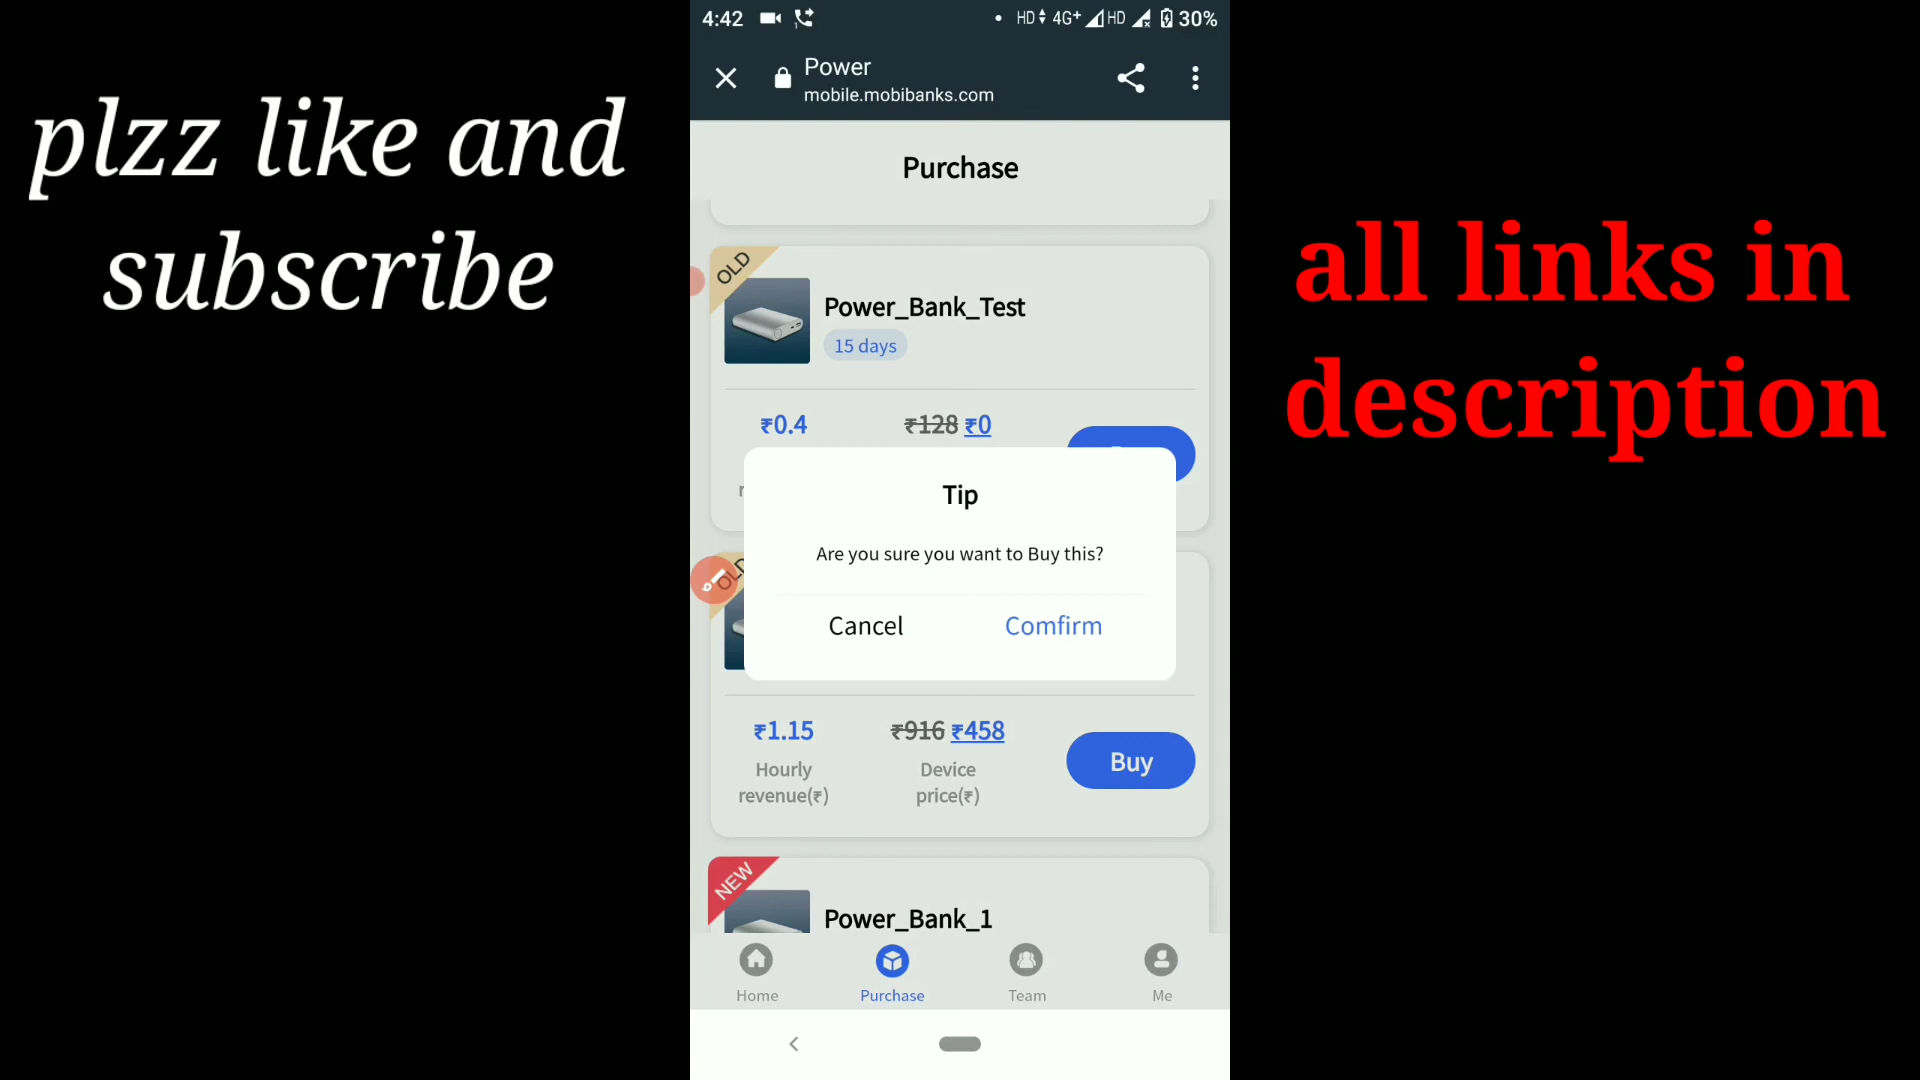 plzz like and
subscribe
4:42
HD 4G+ HD 30%
Power
mobile.mobibanks.com
Purchase
OLD
Power_Bank_Test
15 days
₹0.4 ₹128 ₹0
Tip
Are you sure you want to Buy this?
Cancel Comfirm
OLD
₹1.15 ₹916 ₹458
Buy
Hourly
revenue(₹)
Device
price(₹)
NEW
Power_Bank_1
Home Purchase Team Me
all links in
description